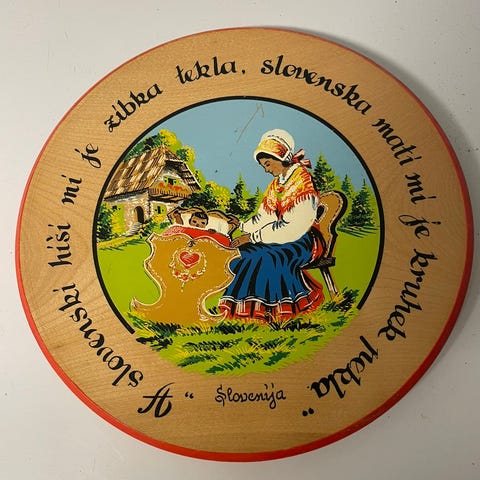 „V slovenski hiši mi je zibka tekla, slovenska mati mi je kruhek pekla."
Slovenija